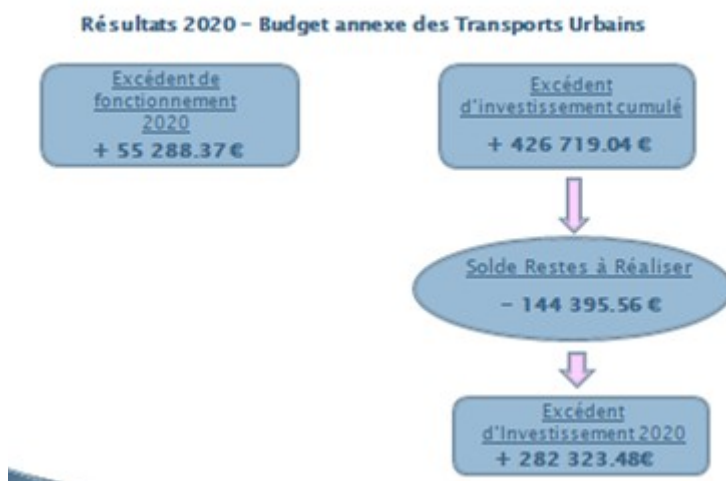 Résultats 2020 – Budget annexe des Transports Urbains
Excédent de
fonctionnement
2020
+ 55 288.37 €
Excédent
d'investissement cumulé
+ 426 719.04 €
Solde Restes à Réaliser
– 144 395.56 €
Excédent
d'Investissement 2020
+ 282 323.48€